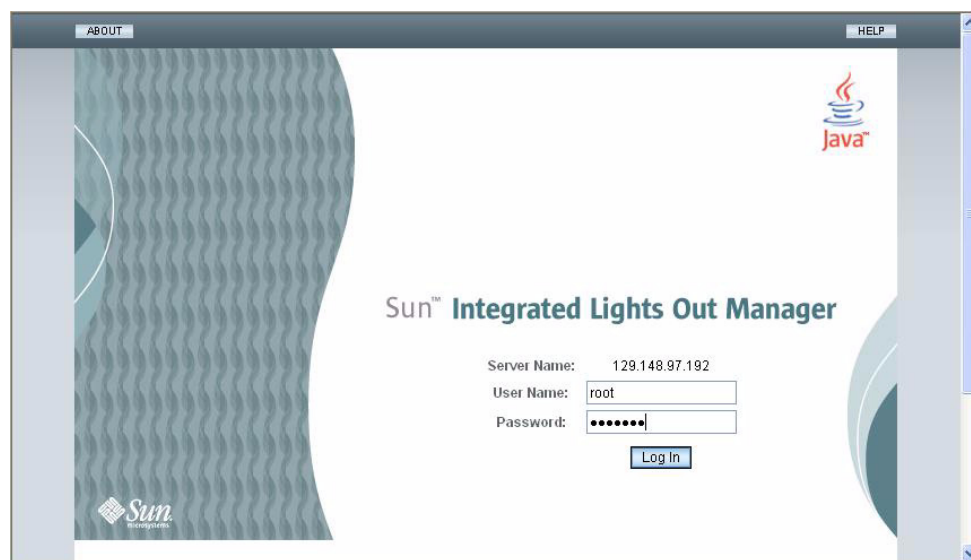 ABOUT
HELP
Java™
Sun™ Integrated Lights Out Manager
Server Name: 129.148.97.192
User Name: root
Password: •••••••
Log In
Sun
microsystems